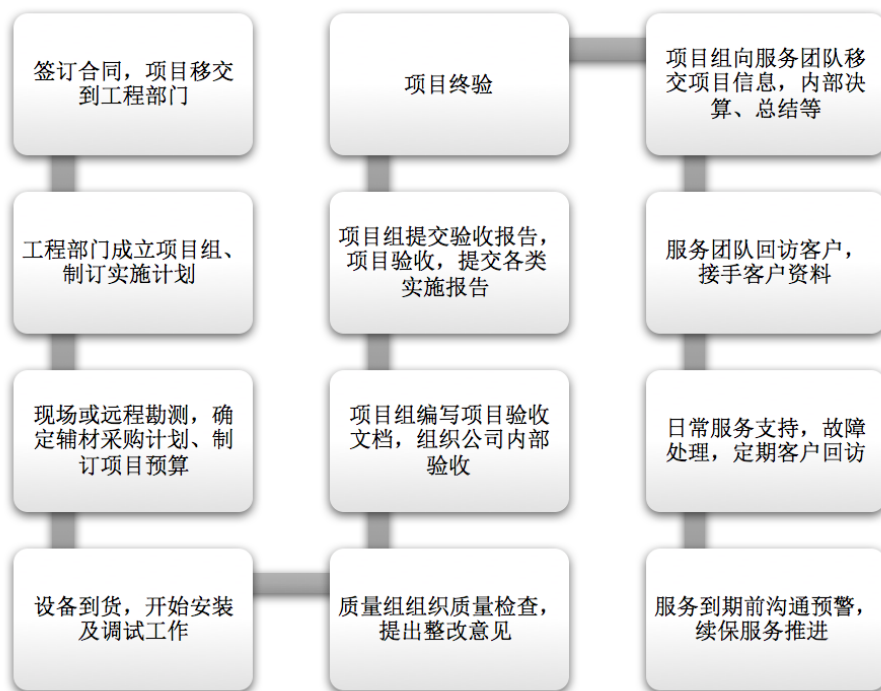 签订合同，项目移交
到工程部门
工程部门成立项目组、
制订实施计划
现场或远程勘测，确
定辅材采购计划、制
订项目预算
设备到货，开始安装
及调试工作
质量组组织质量检查，
提出整改意见
项目组编写项目验收
文档，组织公司内部
验收
项目组提交验收报告，
项目验收，提交各类
实施报告
项目终验
项目组向服务团队移
交项目信息，内部决
算、总结等
服务团队回访客户，
接手客户资料
日常服务支持，故障
处理，定期客户回访
服务到期前沟通预警，
续保服务推进